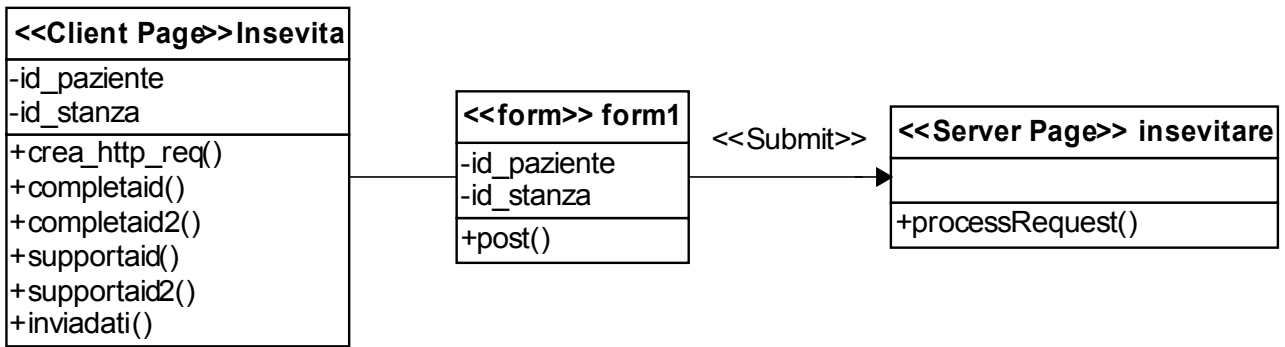 <<Client Page>>Insevita
-id_paziente
-id_stanza
+crea_http_req()
+completaid()
+completaid2()
+supportaid()
+supportaid2()
+inviadati()
<<form>> form1
-id_paziente
-id_stanza
+post()
<<Submit>>
<<Server Page>> insevitare
+processRequest()